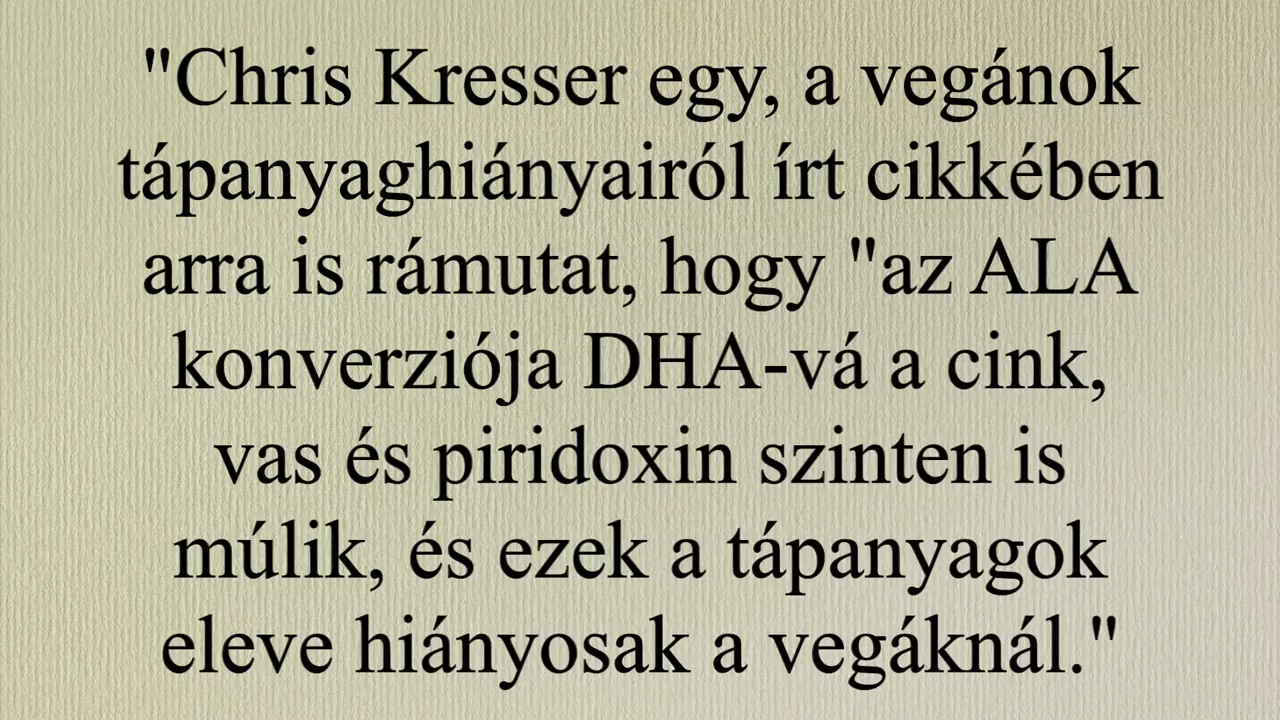 "Chris Kresser egy, a vegánok
tápanyaghiányairól írt cikkében
arra is rámutat, hogy "az ALA
konverziója DHA-vá a cink,
vas és piridoxin szinten is
múlik, és ezek a tápanyagok
eleve hiányosak a vegáknál."